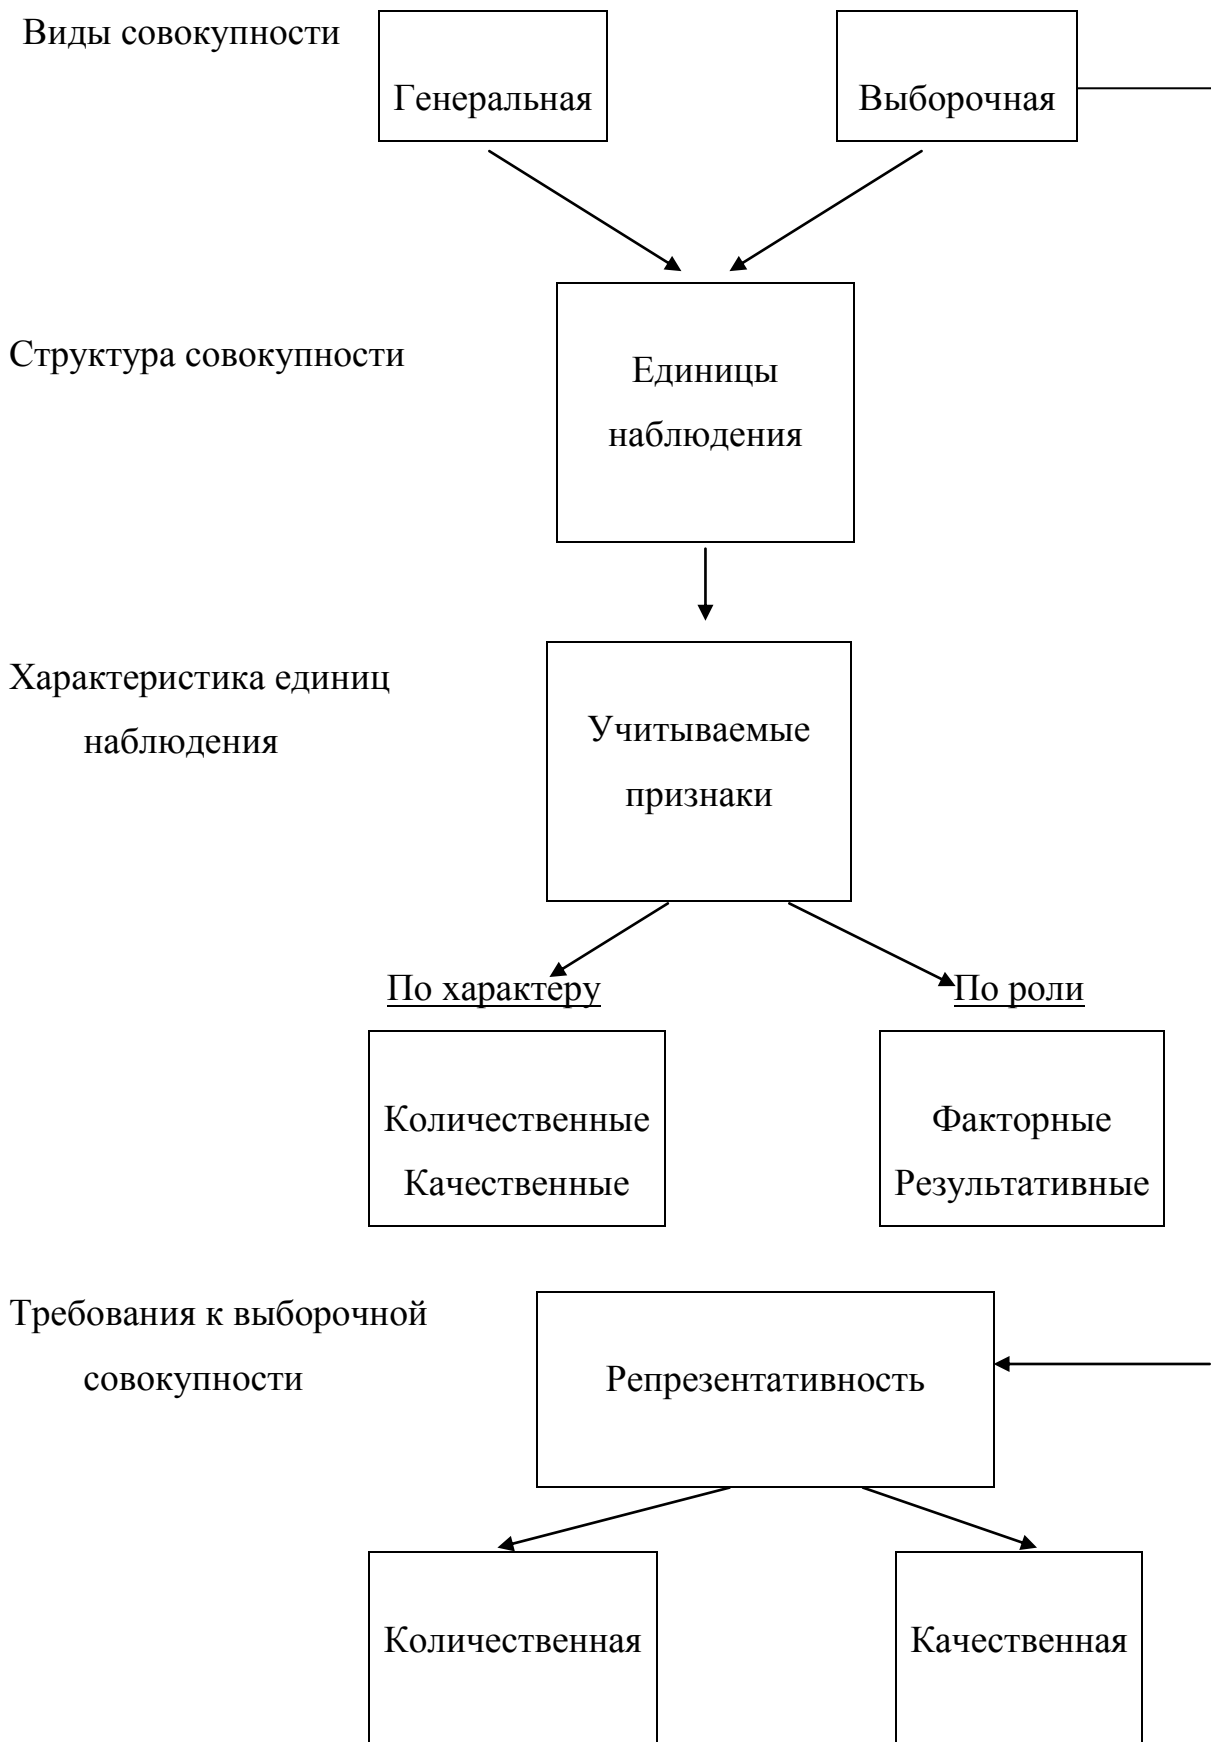 Виды совокупности
Генеральная
Выборочная
Структура совокупности
Единицы
наблюдения
Характеристика единиц
наблюдения
Учитываемые
признаки
По характеру
По роли
Количественные
Качественные
Факторные
Результативные
Требования к выборочной
совокупности
Репрезентативность
Количественная
Качественная